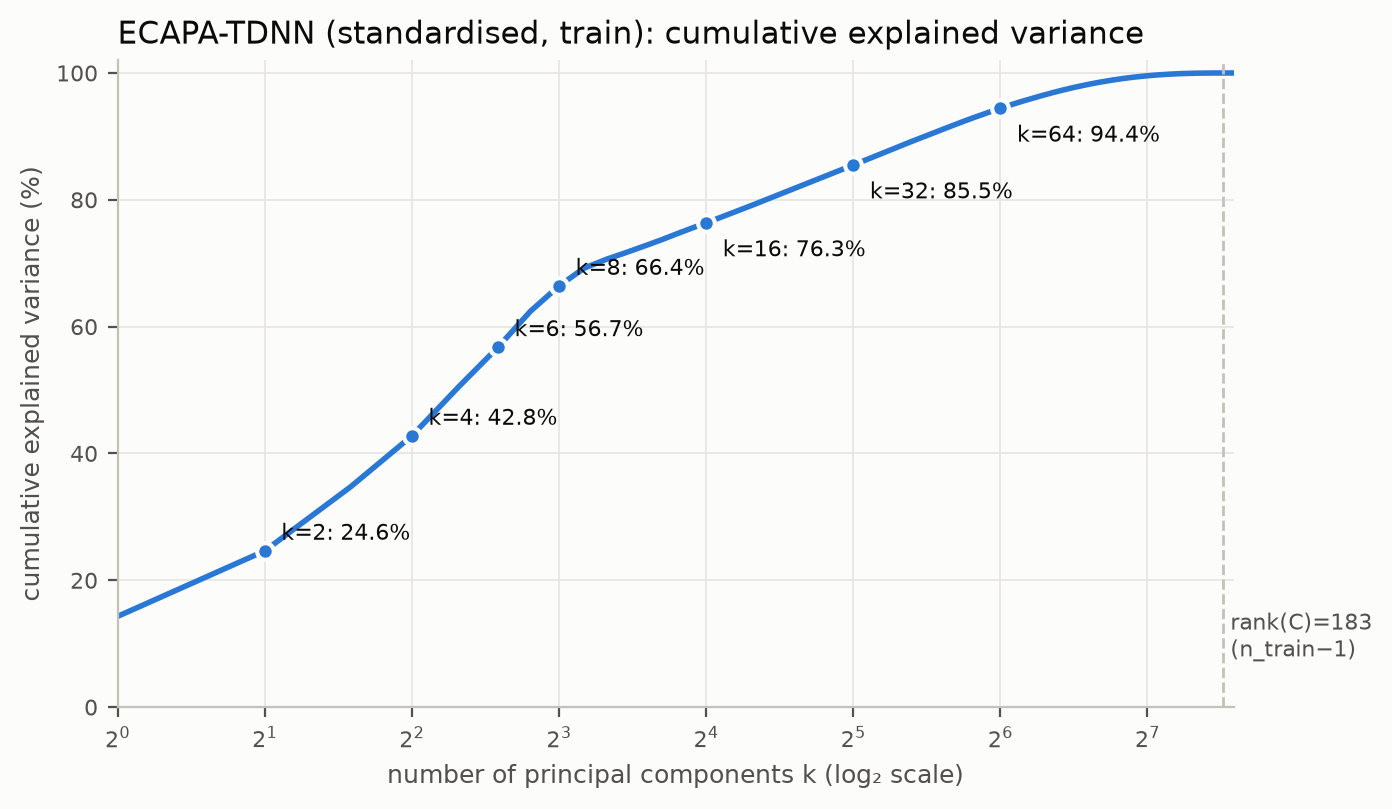 ECAPA-TDNN (standardised, train): cumulative explained variance
cumulative explained variance (%)
100
80
60
40
20
0
k=64: 94.4%
k=32: 85.5%
k=16: 76.3%
k=8: 66.4%
k=6: 56.7%
k=4: 42.8%
k=2: 24.6%
rank(C)=183
(n_train−1)
2⁰ 2¹ 2² 2³ 2⁴ 2⁵ 2⁶ 2⁷
number of principal components k (log₂ scale)